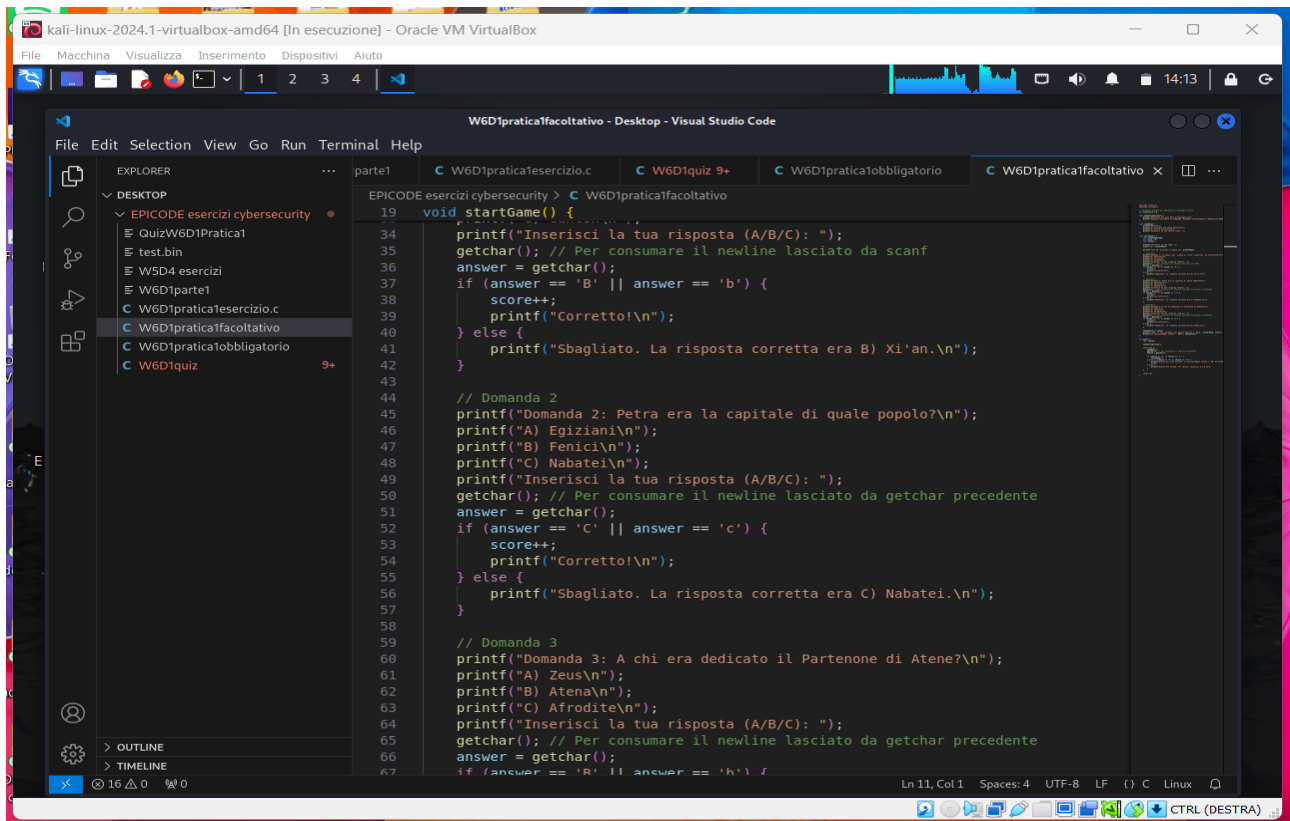 kali-linux-2024.1-virtualbox-amd64 [In esecuzione] - Oracle VM VirtualBox
File Macchina Visualizza Inserimento Dispositivi Aiuto
1 2 3 4 14:13
W6D1pratica1facoltativo - Desktop - Visual Studio Code
File Edit Selection View Go Run Terminal Help
EXPLORER
DESKTOP
EPICODE esercizi cybersecurity
QuizW6D1Pratica1
test.bin
W5D4 esercizi
W6D1parte1
C W6D1pratica1esercizio.c
C W6D1pratica1facoltativo
C W6D1pratica1obbligatorio
C W6D1quiz 9+
OUTLINE
TIMELINE
parte1 C W6D1pratica1esercizio.c C W6D1quiz 9+ C W6D1pratica1obbligatorio C W6D1pratica1facoltativo
EPICODE esercizi cybersecurity > C W6D1pratica1facoltativo
19 void startGame() {
34 printf("Inserisci la tua risposta (A/B/C): ");
35 getchar(); // Per consumare il newline lasciato da scanf
36 answer = getchar();
37 if (answer == 'B' || answer == 'b') {
38 score++;
39 printf("Corretto!\n");
40 } else {
41 printf("Sbagliato. La risposta corretta era B) Xi'an.\n");
42 }
43
44 // Domanda 2
45 printf("Domanda 2: Petra era la capitale di quale popolo?\n");
46 printf("A) Egiziani\n");
47 printf("B) Fenici\n");
48 printf("C) Nabatei\n");
49 printf("Inserisci la tua risposta (A/B/C): ");
50 getchar(); // Per consumare il newline lasciato da getchar precedente
51 answer = getchar();
52 if (answer == 'C' || answer == 'c') {
53 score++;
54 printf("Corretto!\n");
55 } else {
56 printf("Sbagliato. La risposta corretta era C) Nabatei.\n");
57 }
58
59 // Domanda 3
60 printf("Domanda 3: A chi era dedicato il Partenone di Atene?\n");
61 printf("A) Zeus\n");
62 printf("B) Atena\n");
63 printf("C) Afrodite\n");
64 printf("Inserisci la tua risposta (A/B/C): ");
65 getchar(); // Per consumare il newline lasciato da getchar precedente
66 answer = getchar();
67 if (answer == 'B' || answer == 'b') {
16 0 0 Ln 11, Col 1 Spaces: 4 UTF-8 LF {} C Linux
CTRL (DESTRA)